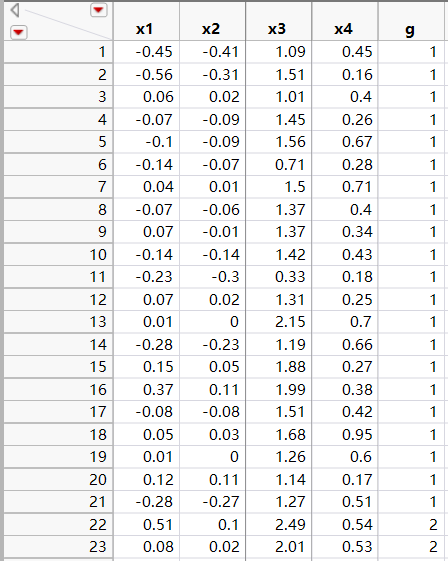 x1 x2 x3 x4 g
1 -0.45 -0.41 1.09 0.45 1
2 -0.56 -0.31 1.51 0.16 1
3 0.06 0.02 1.01 0.4 1
4 -0.07 -0.09 1.45 0.26 1
5 -0.1 -0.09 1.56 0.67 1
6 -0.14 -0.07 0.71 0.28 1
7 0.04 0.01 1.5 0.71 1
8 -0.07 -0.06 1.37 0.4 1
9 0.07 -0.01 1.37 0.34 1
10 -0.14 -0.14 1.42 0.43 1
11 -0.23 -0.3 0.33 0.18 1
12 0.07 0.02 1.31 0.25 1
13 0.01 0 2.15 0.7 1
14 -0.28 -0.23 1.19 0.66 1
15 0.15 0.05 1.88 0.27 1
16 0.37 0.11 1.99 0.38 1
17 -0.08 -0.08 1.51 0.42 1
18 0.05 0.03 1.68 0.95 1
19 0.01 0 1.26 0.6 1
20 0.12 0.11 1.14 0.17 1
21 -0.28 -0.27 1.27 0.51 1
22 0.51 0.1 2.49 0.54 2
23 0.08 0.02 2.01 0.53 2